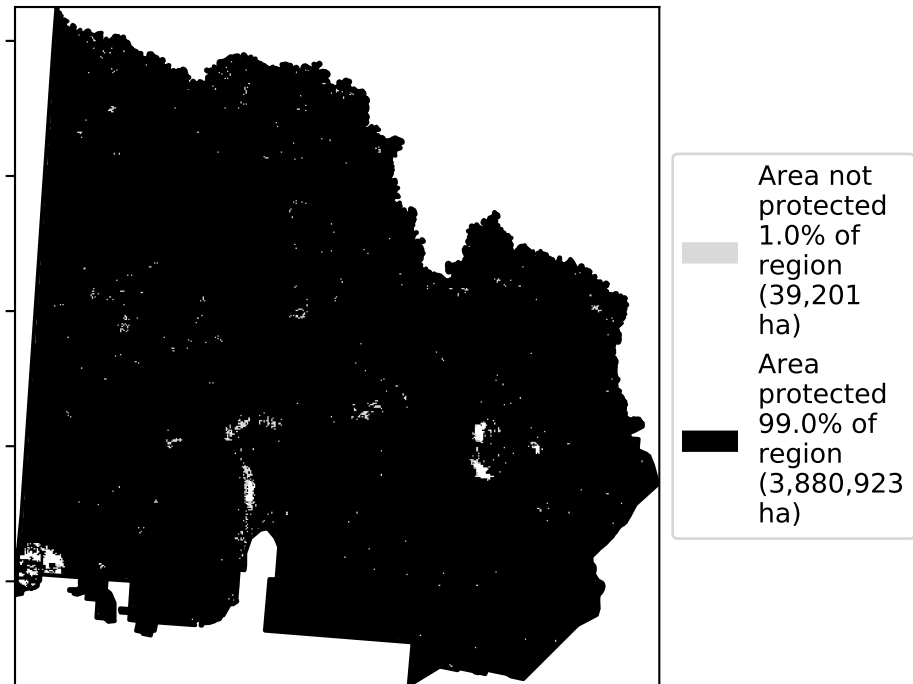 Area not
protected
1.0% of
region
(39,201
ha)
Area
protected
99.0% of
region
(3,880,923
ha)